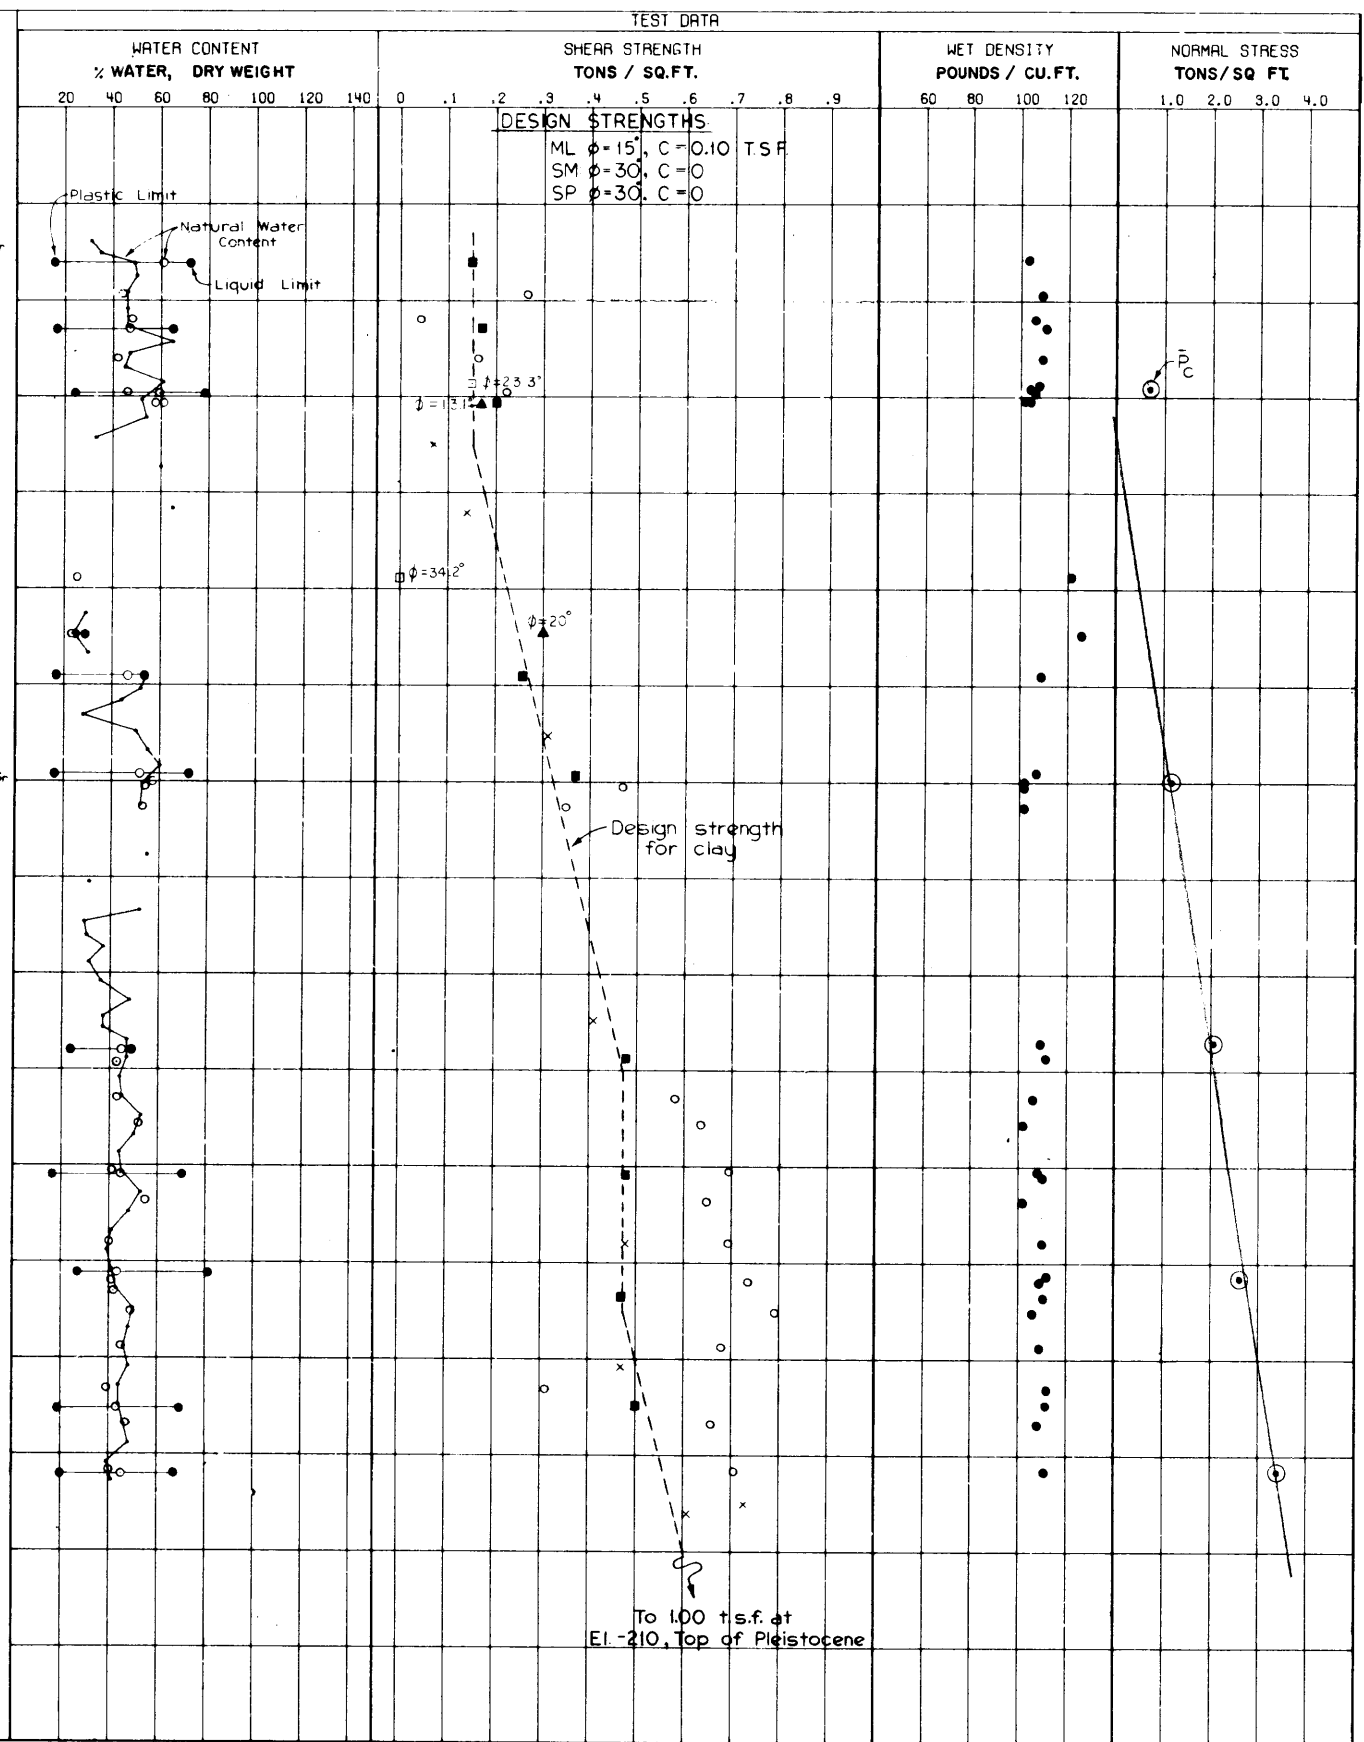 TEST DATA
WATER CONTENT
% WATER, DRY WEIGHT
SHEAR STRENGTH
TONS / SQ.FT.
WET DENSITY
POUNDS / CU.FT.
NORMAL STRESS
TONS/SQ FT.
20 40 60 80 100 120 140
0 .1 .2 .3 .4 .5 .6 .7 .8 .9
60 80 100 120
1.0 2.0 3.0 4.0
DESIGN STRENGTHS
ML φ=15°, C=0.10 T.S.F.
SM φ=30°, C=0
SP φ=30°, C=0
Plastic Limit
Natural Water
Content
Liquid Limit
P̄c
φ=23.3°
φ=13.1°
φ=34.2°
φ=20°
Design strength
for clay
To 1.00 t.s.f. at
El. -210, Top of Pleistocene